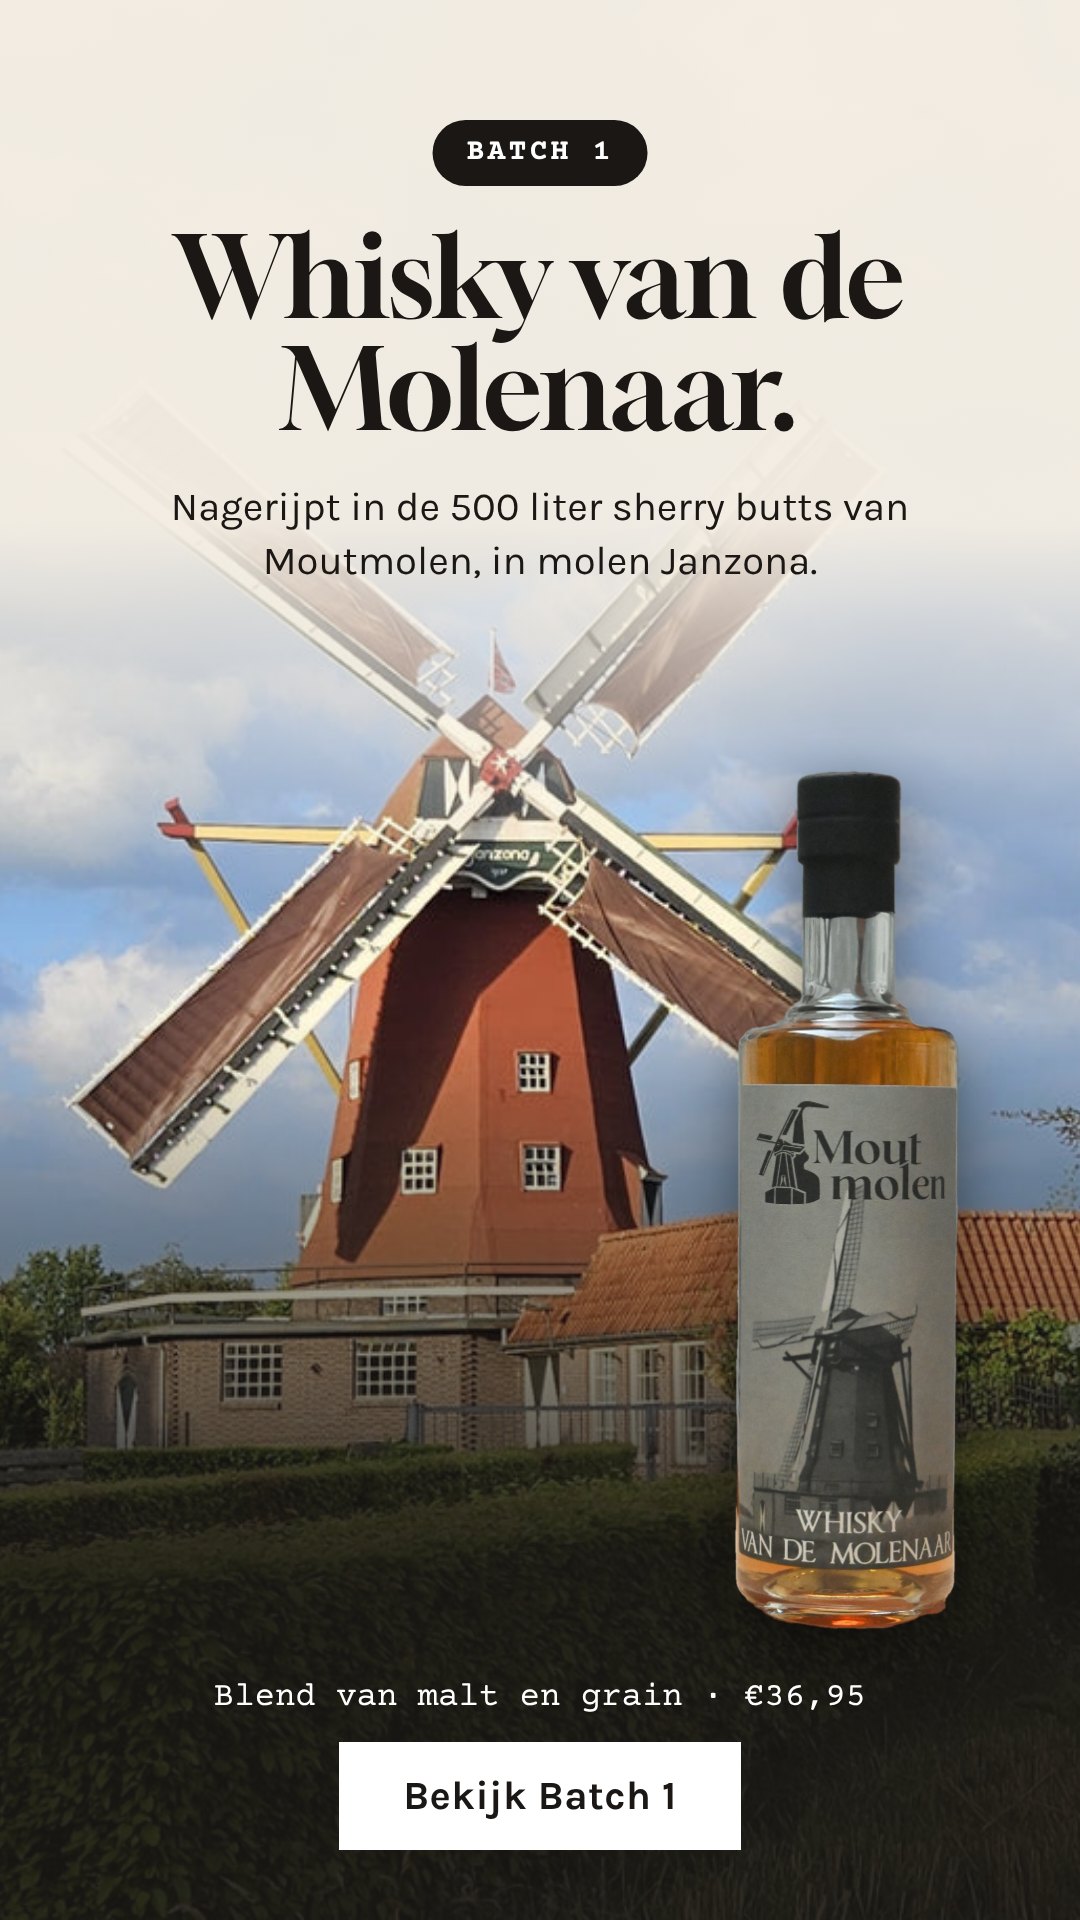 BATCH 1
Whisky van de
Molenaar.
Nagerijpt in de 500 liter sherry butts van
Moutmolen, in molen Janzona.
Janzona
Mout
molen
WHISKY
VAN DE MOLENAAR
Blend van malt en grain · €36,95
Bekijk Batch 1